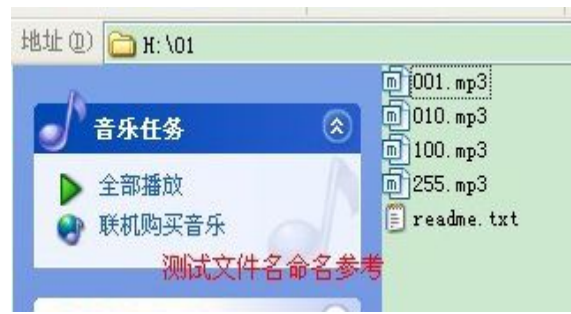 地址(D) H:\01
音乐任务
全部播放
联机购买音乐
001.mp3
010.mp3
100.mp3
255.mp3
readme.txt
测试文件名命名参考